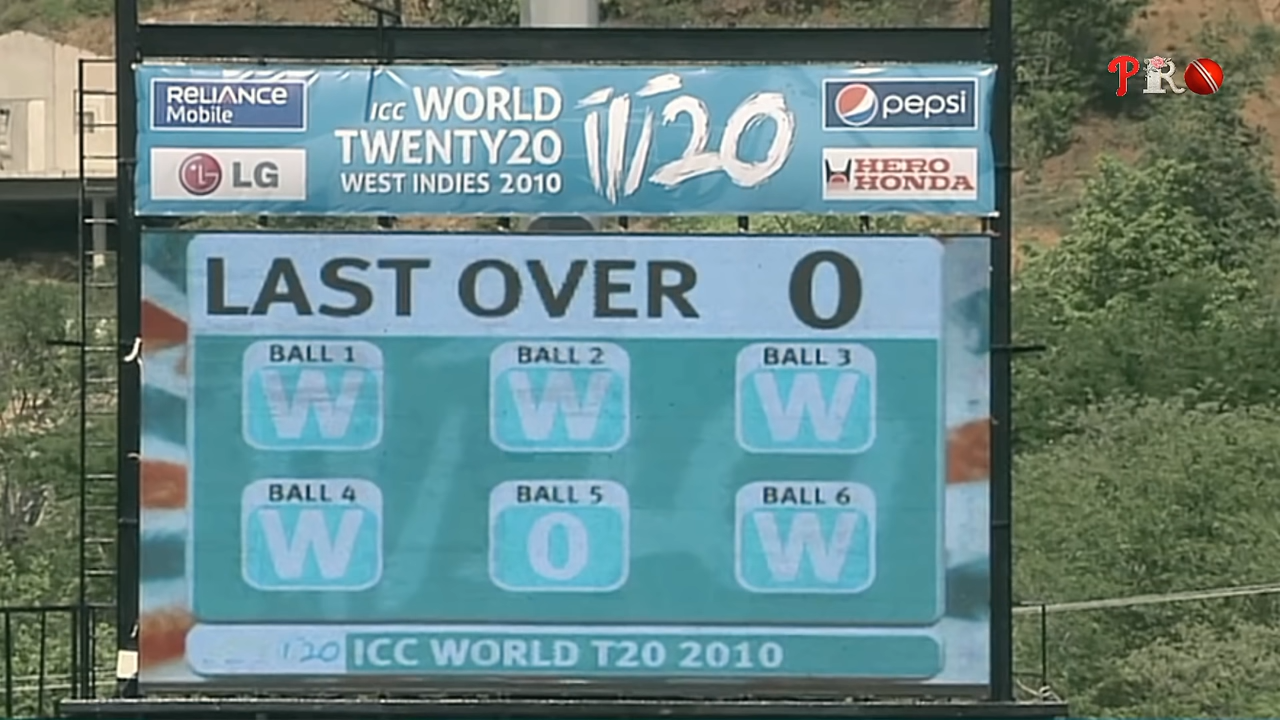 PRO
RELIANCE
Mobile
LG
ICC WORLD
TWENTY20
WEST INDIES 2010
T20
pepsi
HERO
HONDA
LAST OVER 0
BALL 1 BALL 2 BALL 3
W W W
BALL 4 BALL 5 BALL 6
W 0 W
T20 ICC WORLD T20 2010